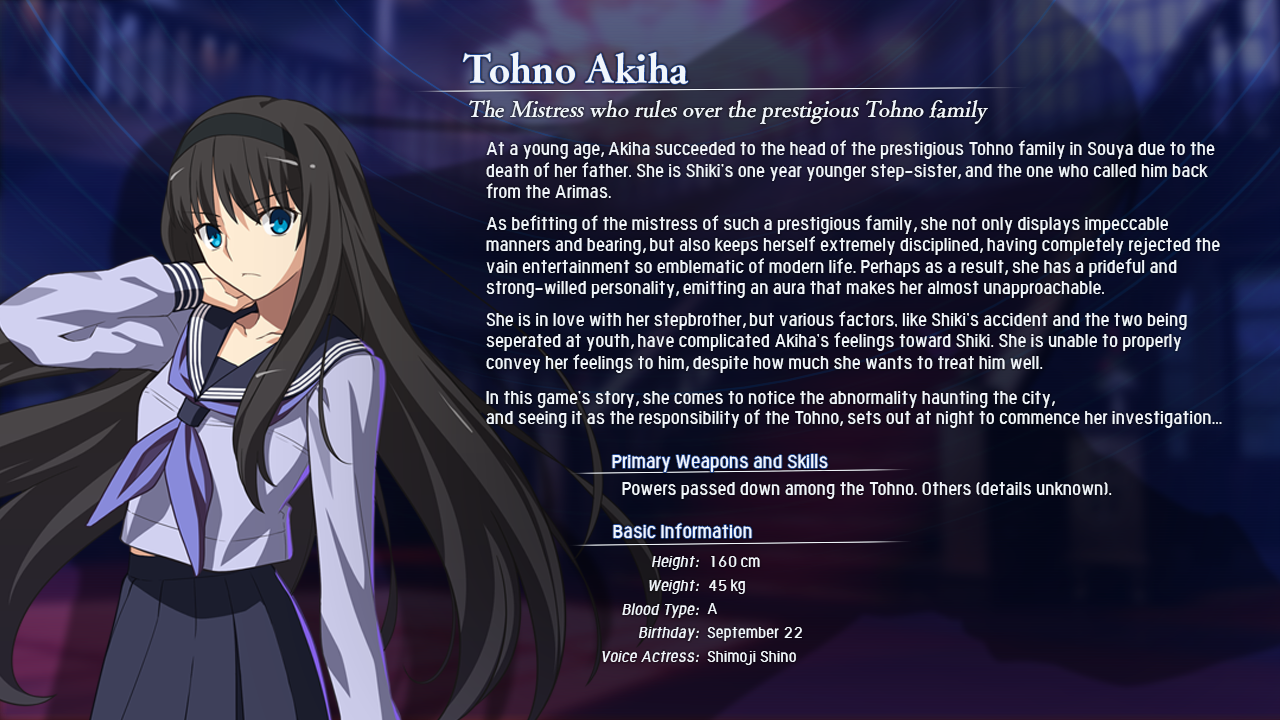 Tohno Akiha
The Mistress who rules over the prestigious Tohno family
At a young age, Akiha succeeded to the head of the prestigious Tohno family in Souya due to the
death of her father. She is Shiki's one year younger step-sister, and the one who called him back
from the Arimas.
As befitting of the mistress of such a prestigious family, she not only displays impeccable
manners and bearing, but also keeps herself extremely disciplined, having completely rejected the
vain entertainment so emblematic of modern life. Perhaps as a result, she has a prideful and
strong-willed personality, emitting an aura that makes her almost unapproachable.
She is in love with her stepbrother, but various factors. like Shiki's accident and the two being
seperated at youth, have complicated Akiha's feelings toward Shiki. She is unable to properly
convey her feelings to him, despite how much she wants to treat him well.
In this game's story, she comes to notice the abnormality haunting the city,
and seeing it as the responsibility of the Tohno, sets out at night to commence her investigation...
Primary Weapons and Skills
Powers passed down among the Tohno. Others (details unknown).
Basic Information
Height: 160 cm
Weight: 45 kg
Blood Type: A
Birthday: September 22
Voice Actress: Shimoji Shino